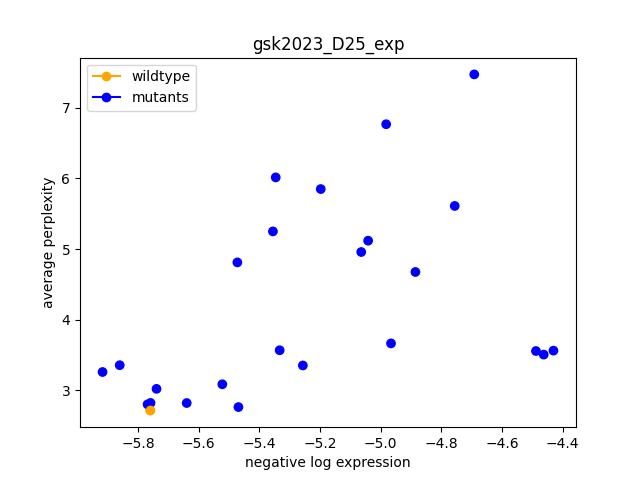 gsk2023_D25_exp
wildtype
mutants
average perplexity
7
6
5
4
3
−5.8 −5.6 −5.4 −5.2 −5.0 −4.8 −4.6 −4.4
negative log expression